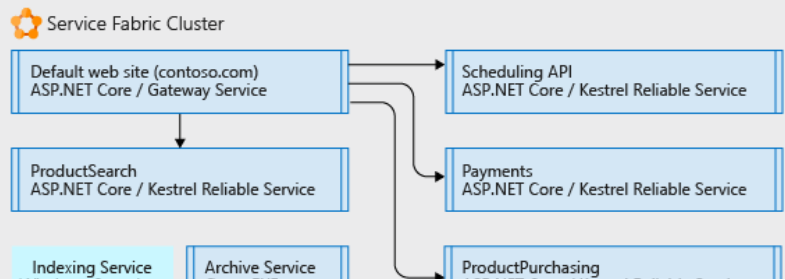 Service Fabric Cluster
Default web site (contoso.com)
ASP.NET Core / Gateway Service
Scheduling API
ASP.NET Core / Kestrel Reliable Service
ProductSearch
ASP.NET Core / Kestrel Reliable Service
Payments
ASP.NET Core / Kestrel Reliable Service
Indexing Service
Archive Service
ProductPurchasing